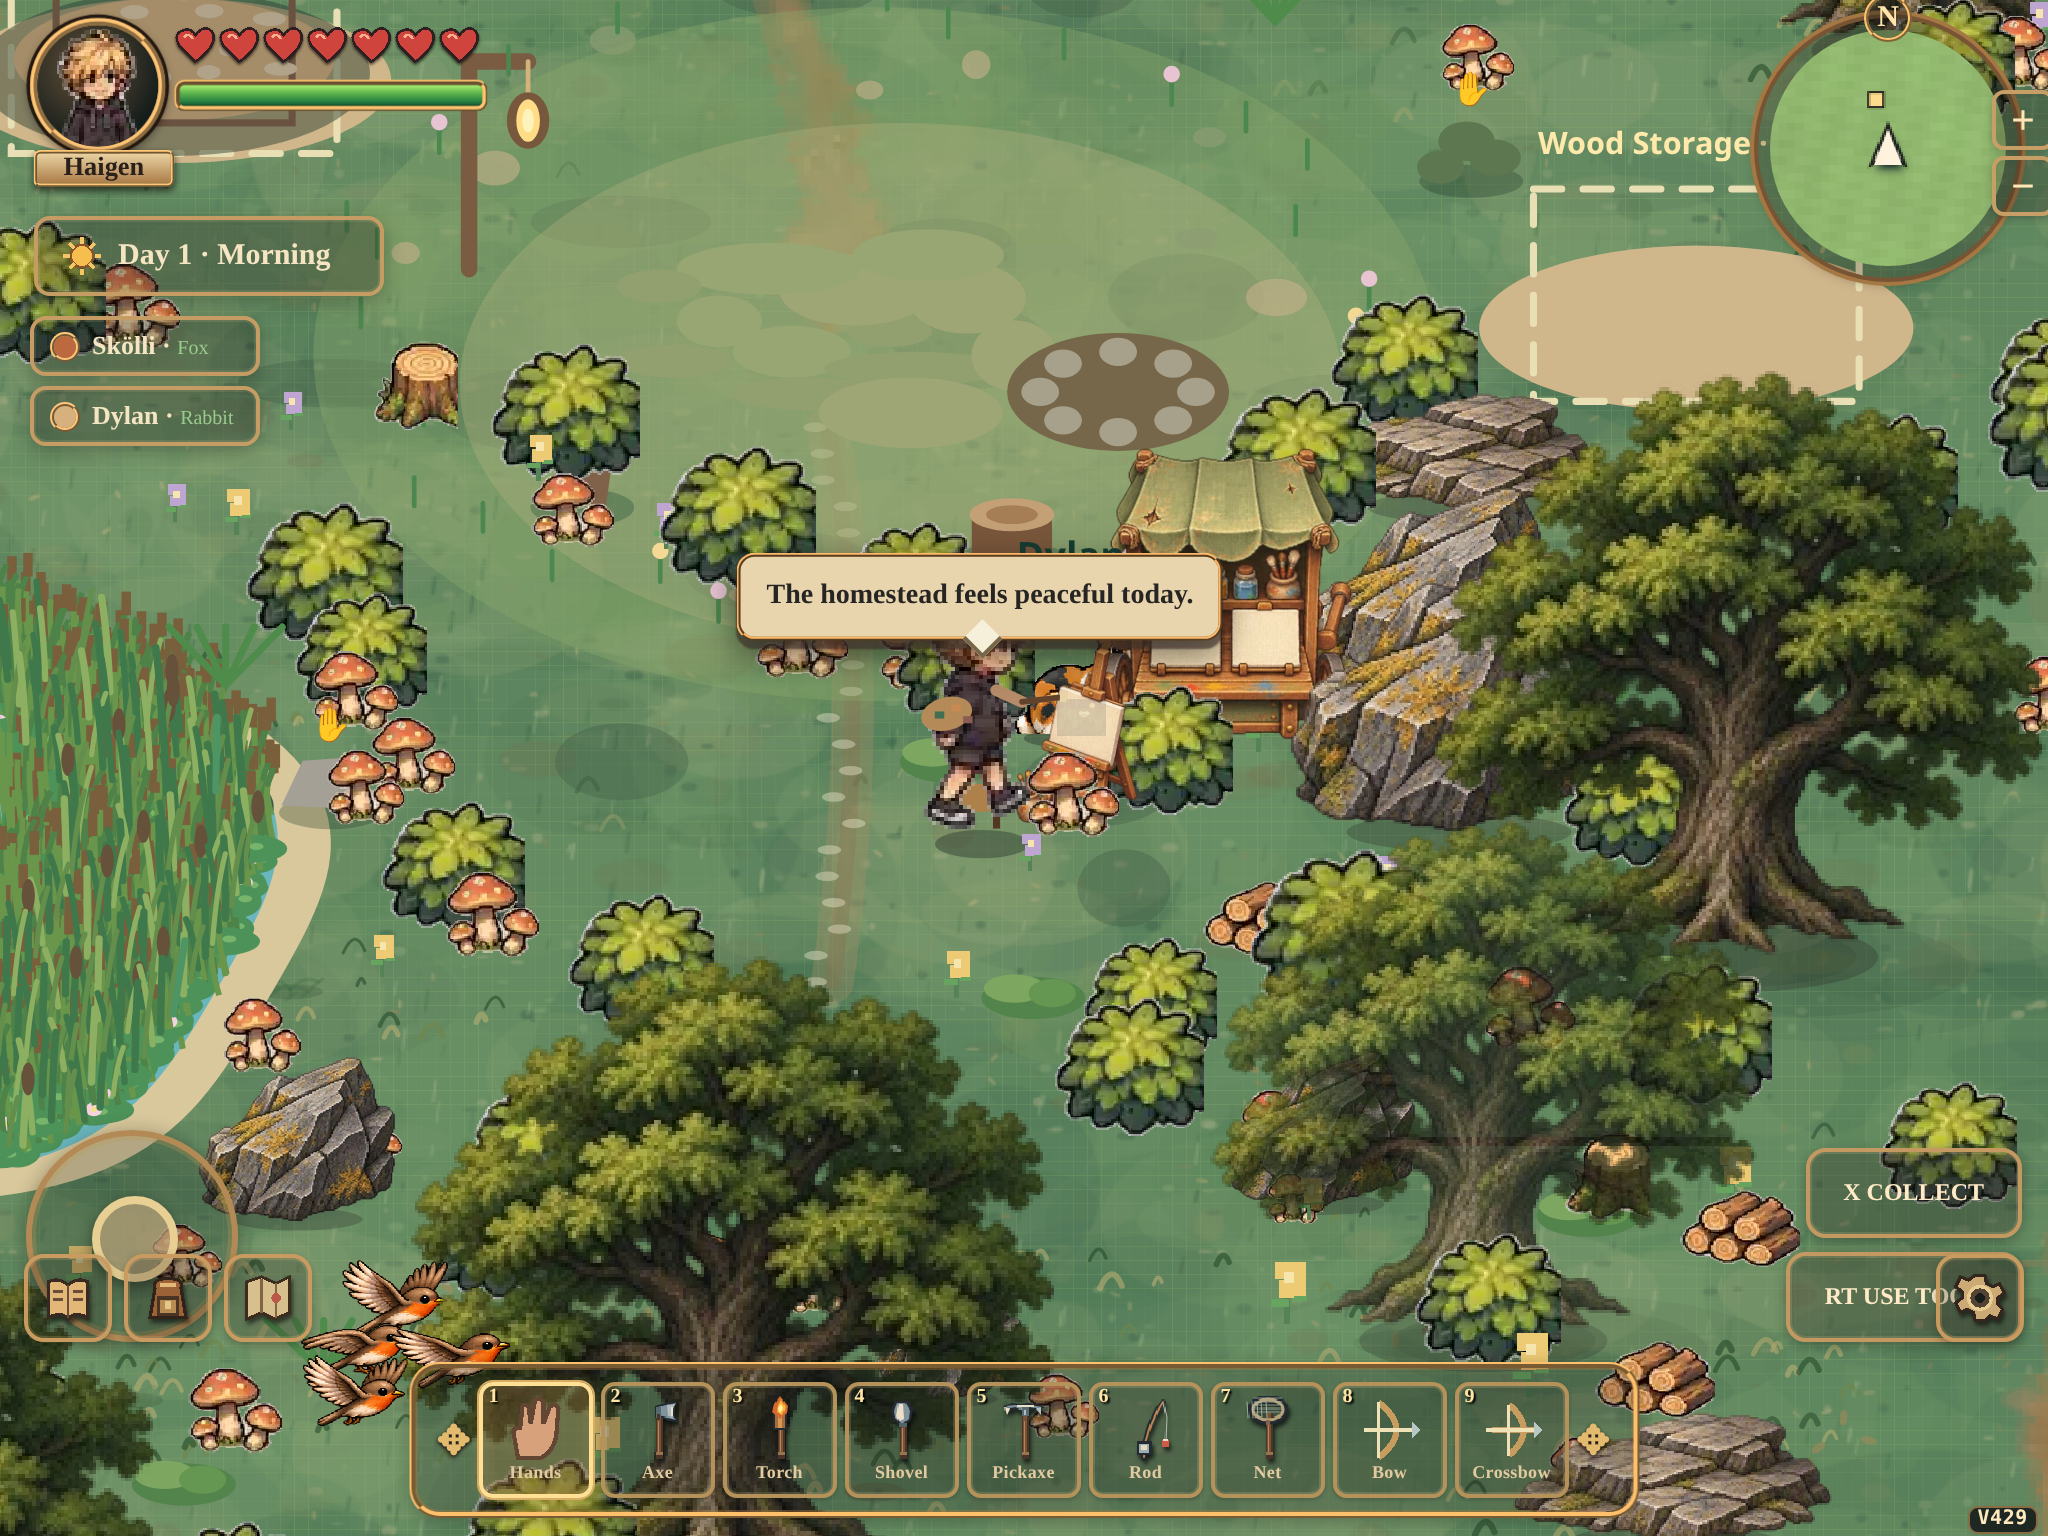 N
+
Wood Storage
−
Haigen
Day 1 · Morning
Skölli · Fox
Dylan · Rabbit
Dylan
The homestead feels peaceful today.
X COLLECT
RT USE TO
1 Hands
2 Axe
3 Torch
4 Shovel
5 Pickaxe
6 Rod
7 Net
8 Bow
9 Crossbow
V429